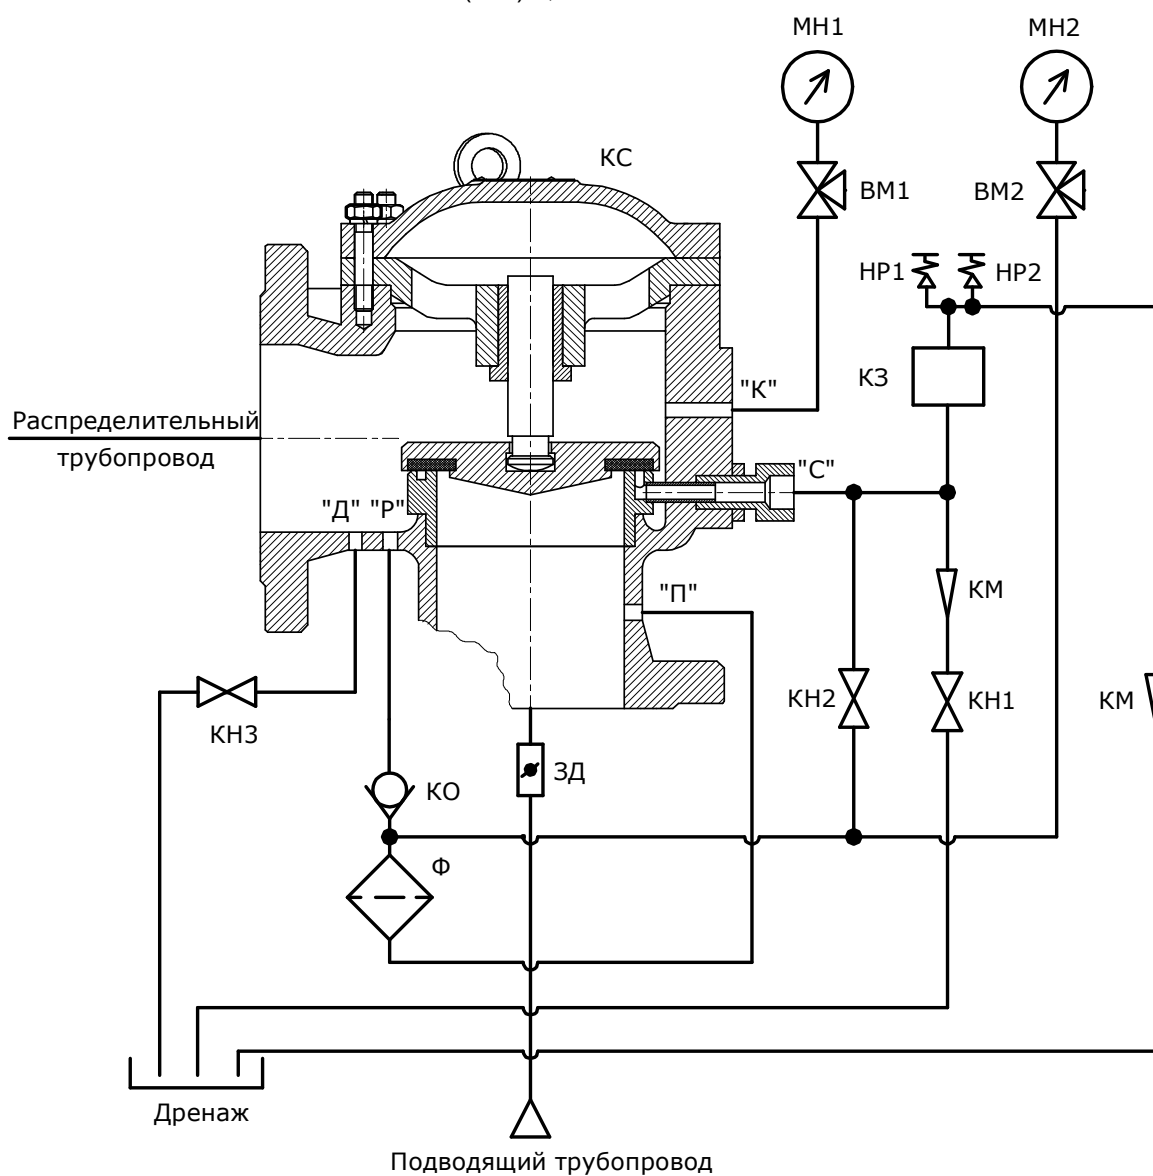 МН1
МН2
КС
ВМ1
ВМ2
НР1
НР2
КЗ
"К"
Распределительный
трубопровод
"С"
"Д"
"Р"
"П"
КМ
КН2
КН1
КМ
КН3
ЗД
КО
Ф
Дренаж
Подводящий трубопровод